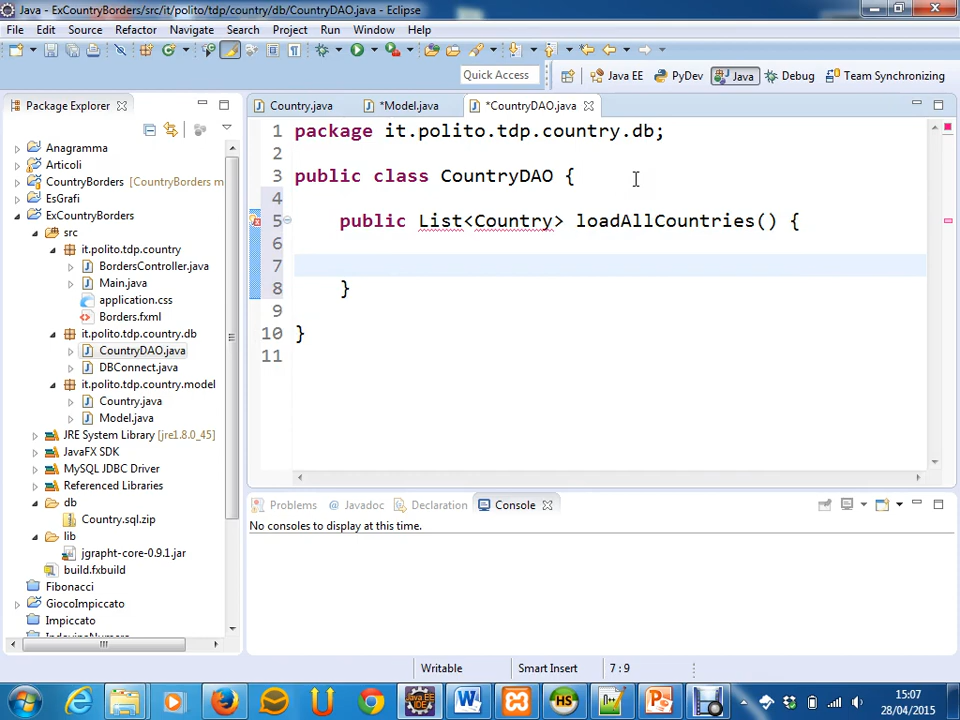 Java - ExCountryBorders/src/it/polito/tdp/country/db/CountryDAO.java - Eclipse
File Edit Source Refactor Navigate Search Project Run Window Help
Quick Access Java EE PyDev Java Debug Team Synchronizing
Package Explorer
Country.java *Model.java *CountryDAO.java
Anagramma
Articoli
CountryBorders [CountryBorders m
EsGrafi
ExCountryBorders
src
it.polito.tdp.country
BordersController.java
Main.java
application.css
Borders.fxml
it.polito.tdp.country.db
CountryDAO.java
DBConnect.java
it.polito.tdp.country.model
Country.java
Model.java
JRE System Library [jre1.8.0_45]
JavaFX SDK
MySQL JDBC Driver
Referenced Libraries
db
Country.sql.zip
lib
jgrapht-core-0.9.1.jar
build.fxbuild
Fibonacci
GiocoImpiccato
Impiccato
IndovinaNumero
1 package it.polito.tdp.country.db;
2
3 public class CountryDAO {
4
5 public List<Country> loadAllCountries() {
6
7
8 }
9
10 }
11
Problems @ Javadoc Declaration Console
No consoles to display at this time.
Writable Smart Insert 7 : 9
15:07
28/04/2015